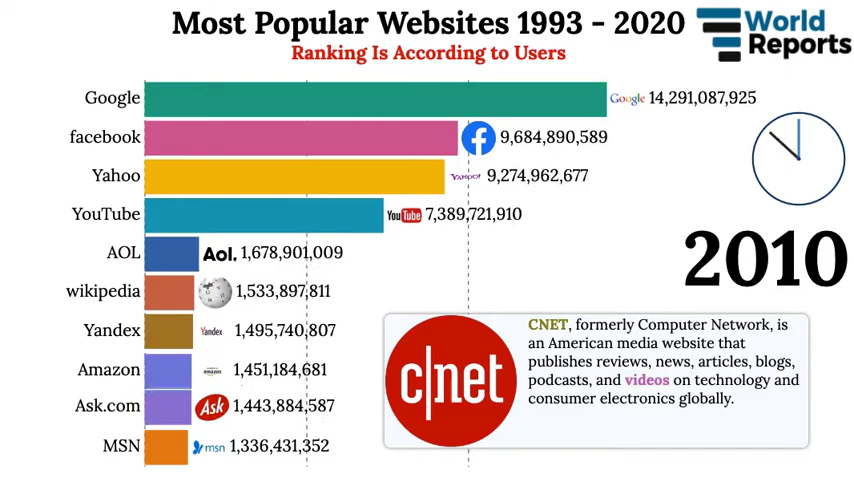 Most Popular Websites 1993 - 2020
Ranking Is According to Users
World
Reports
Google Google 14,291,087,925
facebook f 9,684,890,589
Yahoo YAHOO! 9,274,962,677
YouTube YouTube 7,389,721,910
AOL Aol. 1,678,901,009
wikipedia 1,533,897,811
Yandex Yandex 1,495,740,807
Amazon amazon 1,451,184,681
Ask.com Ask 1,443,884,587
MSN msn 1,336,431,352
2010
c|net
CNET, formerly Computer Network, is
an American media website that
publishes reviews, news, articles, blogs,
podcasts, and videos on technology and
consumer electronics globally.